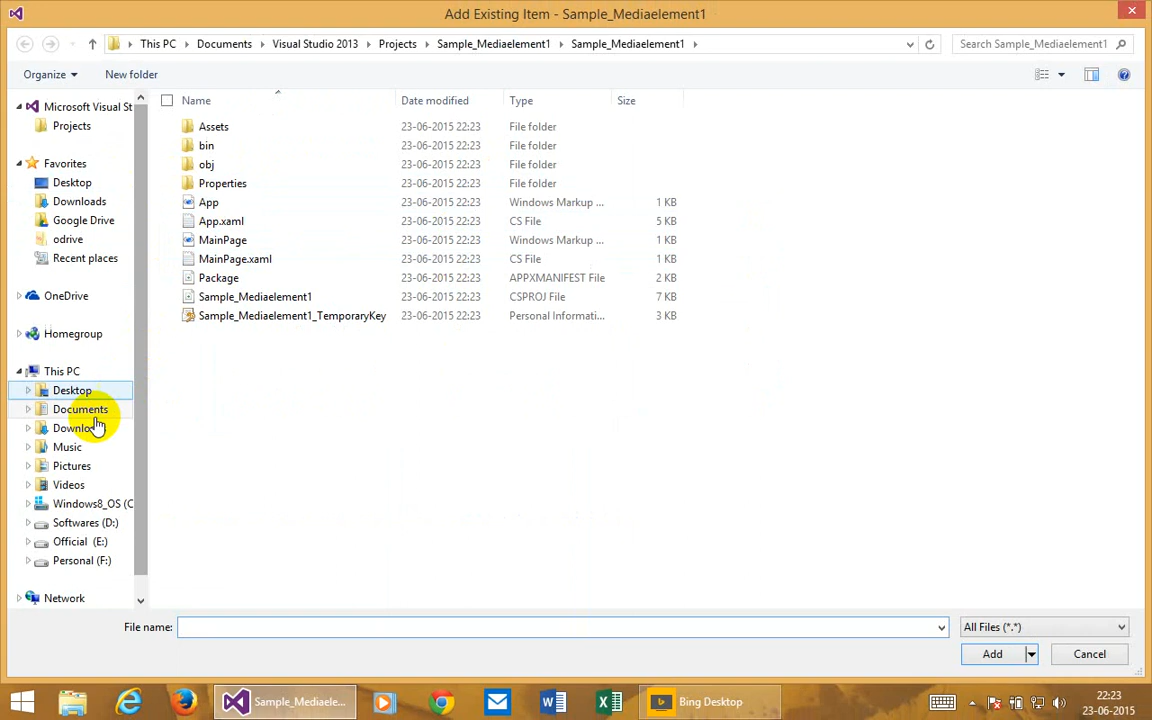 Add Existing Item - Sample_Mediaelement1
This PC Documents Visual Studio 2013 Projects Sample_Mediaelement1 Sample_Mediaelement1
Search Sample_Mediaelement1
Organize New folder
Name Date modified Type Size
Microsoft Visual St
Projects
Favorites
Desktop
Downloads
Google Drive
odrive
Recent places
OneDrive
Homegroup
This PC
Desktop
Documents
Music
Pictures
Videos
Windows8_OS (C
Softwares (D:)
Official (E:)
Personal (F:)
Network
Assets 23-06-2015 22:23 File folder
bin 23-06-2015 22:23 File folder
obj 23-06-2015 22:23 File folder
Properties 23-06-2015 22:23 File folder
App 23-06-2015 22:23 Windows Markup ... 1 KB
App.xaml 23-06-2015 22:23 CS File 5 KB
MainPage 23-06-2015 22:23 Windows Markup ... 1 KB
MainPage.xaml 23-06-2015 22:23 CS File 1 KB
Package 23-06-2015 22:23 APPXMANIFEST File 2 KB
Sample_Mediaelement1 23-06-2015 22:23 CSPROJ File 7 KB
Sample_Mediaelement1_TemporaryKey 23-06-2015 22:23 Personal Informati... 3 KB
File name: All Files (*.*)
Add Cancel
Sample_Mediaele... Bing Desktop
22:23
23-06-2015